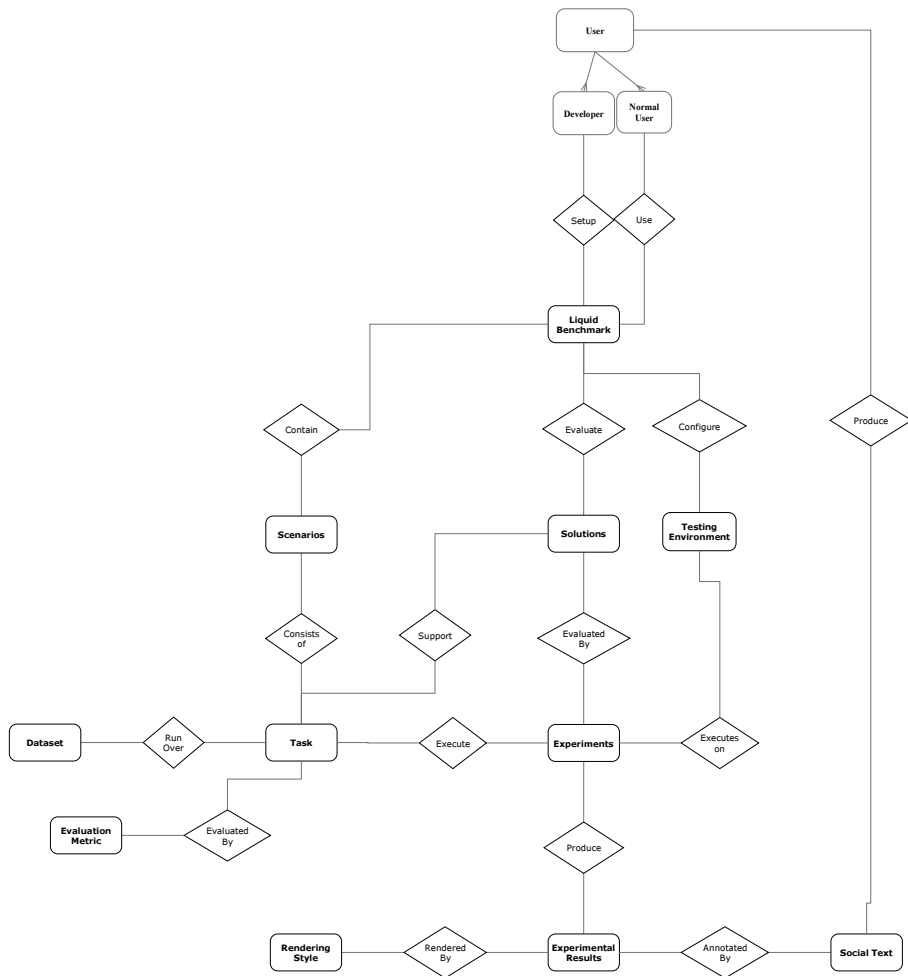 User
Developer
Normal
User
Setup
Use
Liquid
Benchmark
Contain
Evaluate
Configure
Produce
Scenarios
Solutions
Testing
Environment
Consists
of
Support
Evaluated
By
Dataset
Run
Over
Task
Execute
Experiments
Executes
on
Evaluation
Metric
Evaluated
By
Produce
Rendering
Style
Rendered
By
Experimental
Results
Annotated
By
Social Text